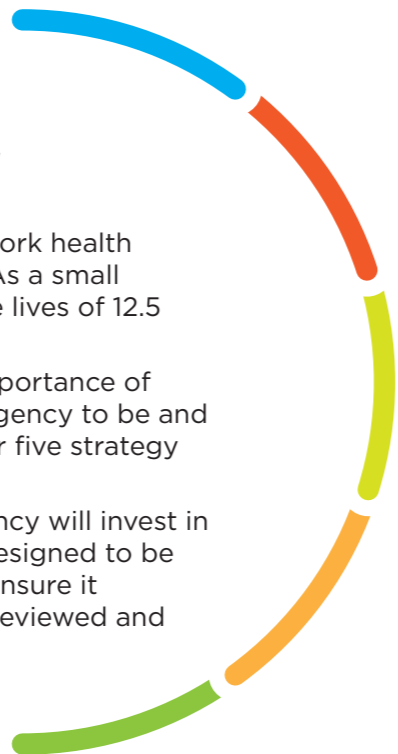 ork health
As a small
e lives of 12.5
portance of
gency to be and
r five strategy
ncy will invest in
esigned to be
nsure it
eviewed and